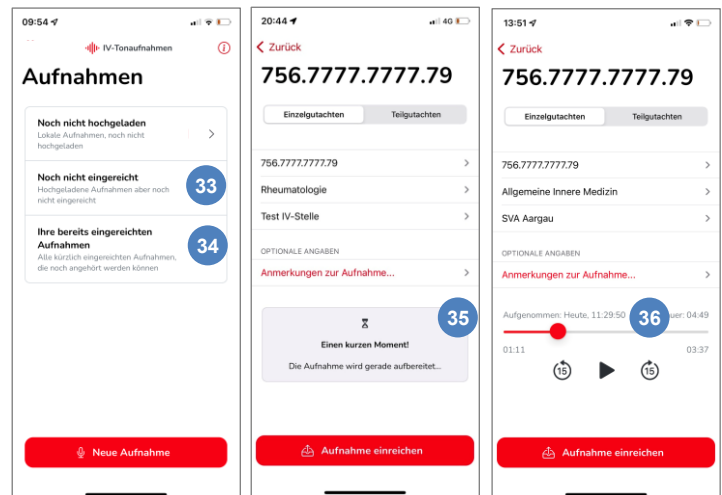 09:54
IV-Tonaufnahmen
Aufnahmen
Noch nicht hochgeladen
Lokale Aufnahmen, noch nicht
hochgeladen
Noch nicht eingereicht
Hochgeladene Aufnahmen aber noch
nicht eingereicht
33
Ihre bereits eingereichten
Aufnahmen
Alle kürzlich eingereichten Aufnahmen,
die noch angehört werden können
34
Neue Aufnahme
20:44
4G
Zurück
756.7777.7777.79
Einzelgutachten
Teilgutachten
756.7777.7777.79
Rheumatologie
Test IV-Stelle
OPTIONALE ANGABEN
Anmerkungen zur Aufnahme...
35
Einen kurzen Moment!
Die Aufnahme wird gerade aufbereitet...
Aufnahme einreichen
13:51
Zurück
756.7777.7777.79
Einzelgutachten
Teilgutachten
756.7777.7777.79
Allgemeine Innere Medizin
SVA Aargau
OPTIONALE ANGABEN
Anmerkungen zur Aufnahme...
Aufgenommen: Heute, 11:29:50
36
uer: 04:49
01:11
03:37
15
15
Aufnahme einreichen